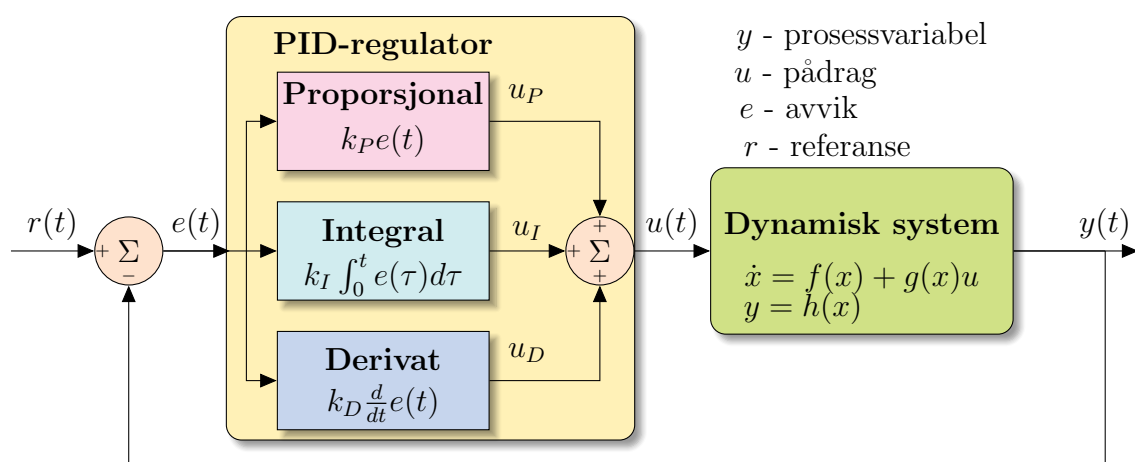 y - prosessvariabel
u - pådrag
e - avvik
r - referanse
PID-regulator
Proporsjonal
k_P e(t)
u_P
r(t)
+ Σ −
e(t)
Integral
k_I ∫_0^t e(τ)dτ
u_I
+ + Σ +
u(t)
Dynamisk system
ẋ = f(x) + g(x)u
y = h(x)
y(t)
Derivat
k_D \frac{d}{dt} e(t)
u_D